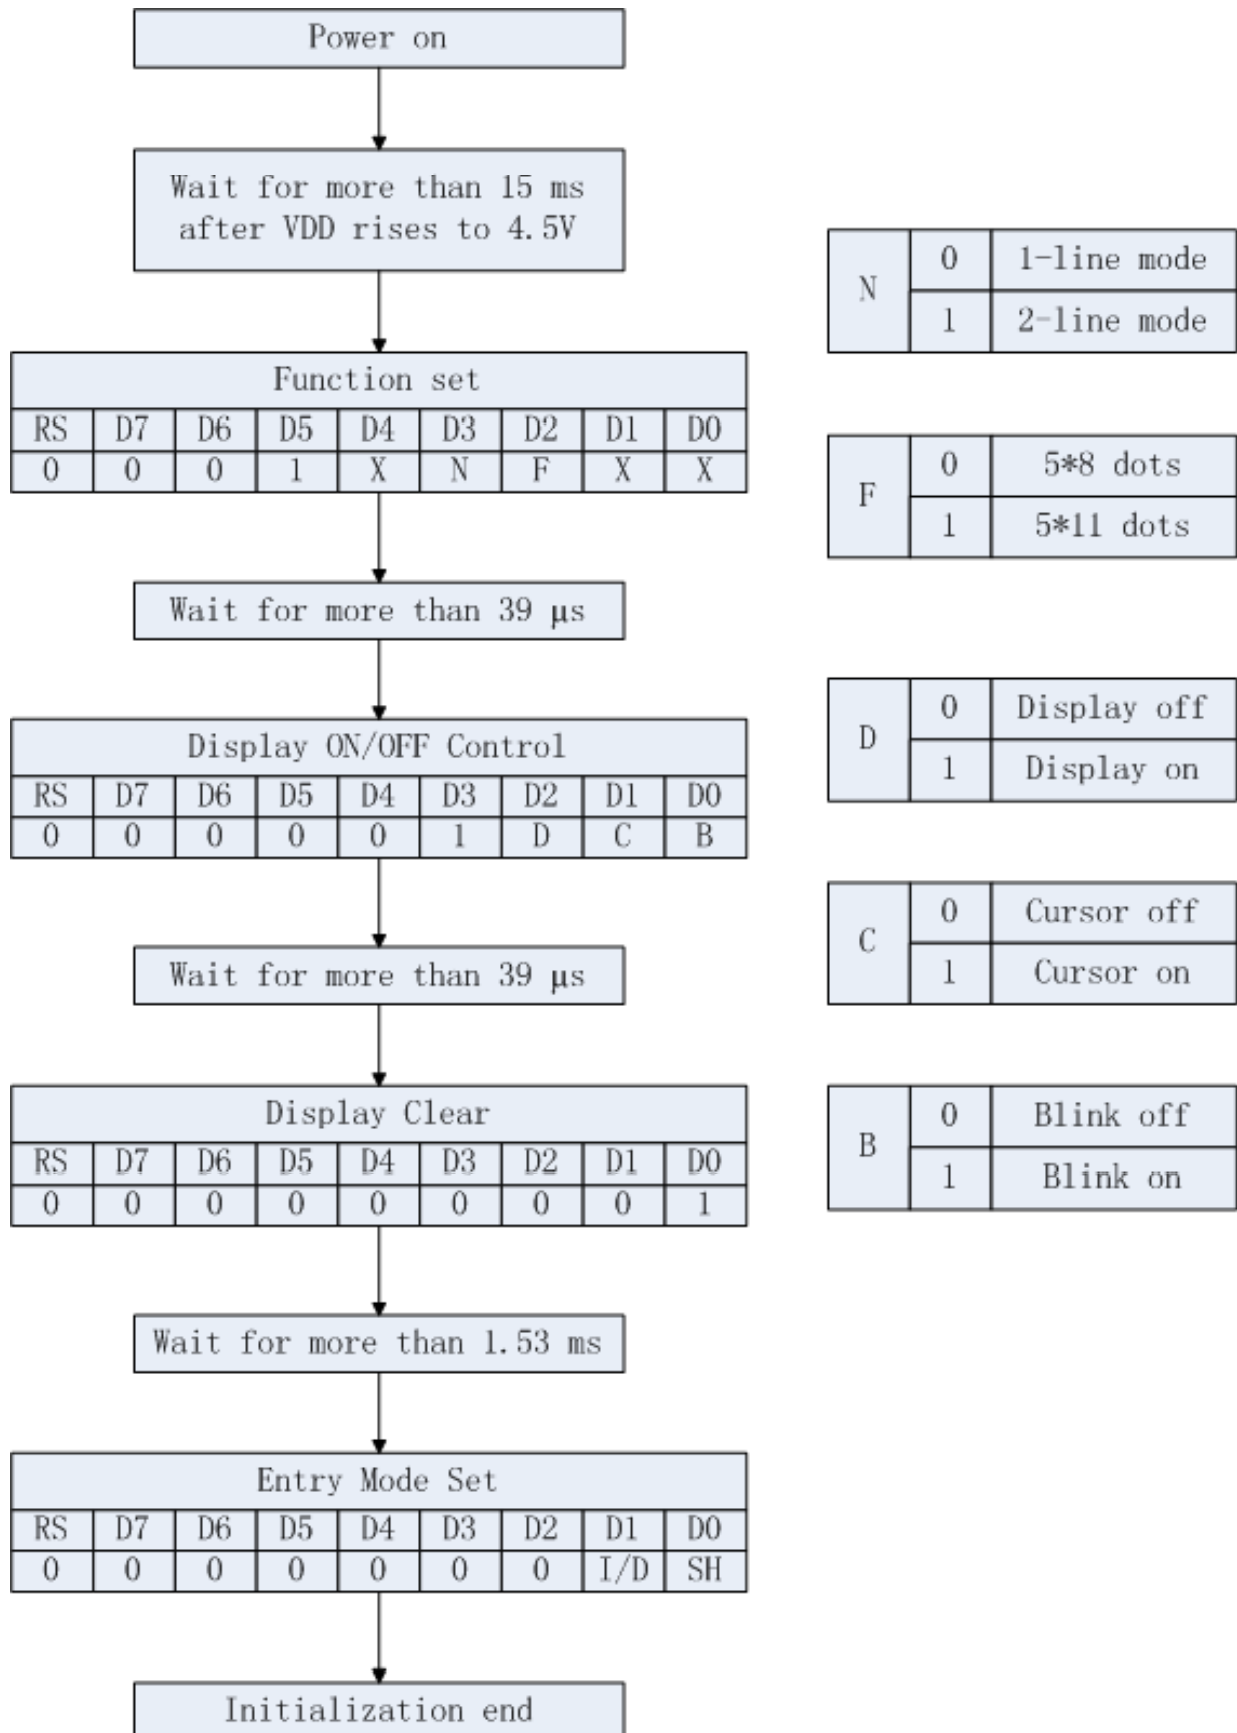 Power on
Wait for more than 15 ms
after VDD rises to 4.5V
Function set
RS D7 D6 D5 D4 D3 D2 D1 D0
0 0 0 1 X N F X X
Wait for more than 39 μs
Display ON/OFF Control
RS D7 D6 D5 D4 D3 D2 D1 D0
0 0 0 0 0 1 D C B
Wait for more than 39 μs
Display Clear
RS D7 D6 D5 D4 D3 D2 D1 D0
0 0 0 0 0 0 0 0 1
Wait for more than 1.53 ms
Entry Mode Set
RS D7 D6 D5 D4 D3 D2 D1 D0
0 0 0 0 0 0 0 I/D SH
Initialization end
N
0 1-line mode
1 2-line mode
F
0 5*8 dots
1 5*11 dots
D
0 Display off
1 Display on
C
0 Cursor off
1 Cursor on
B
0 Blink off
1 Blink on